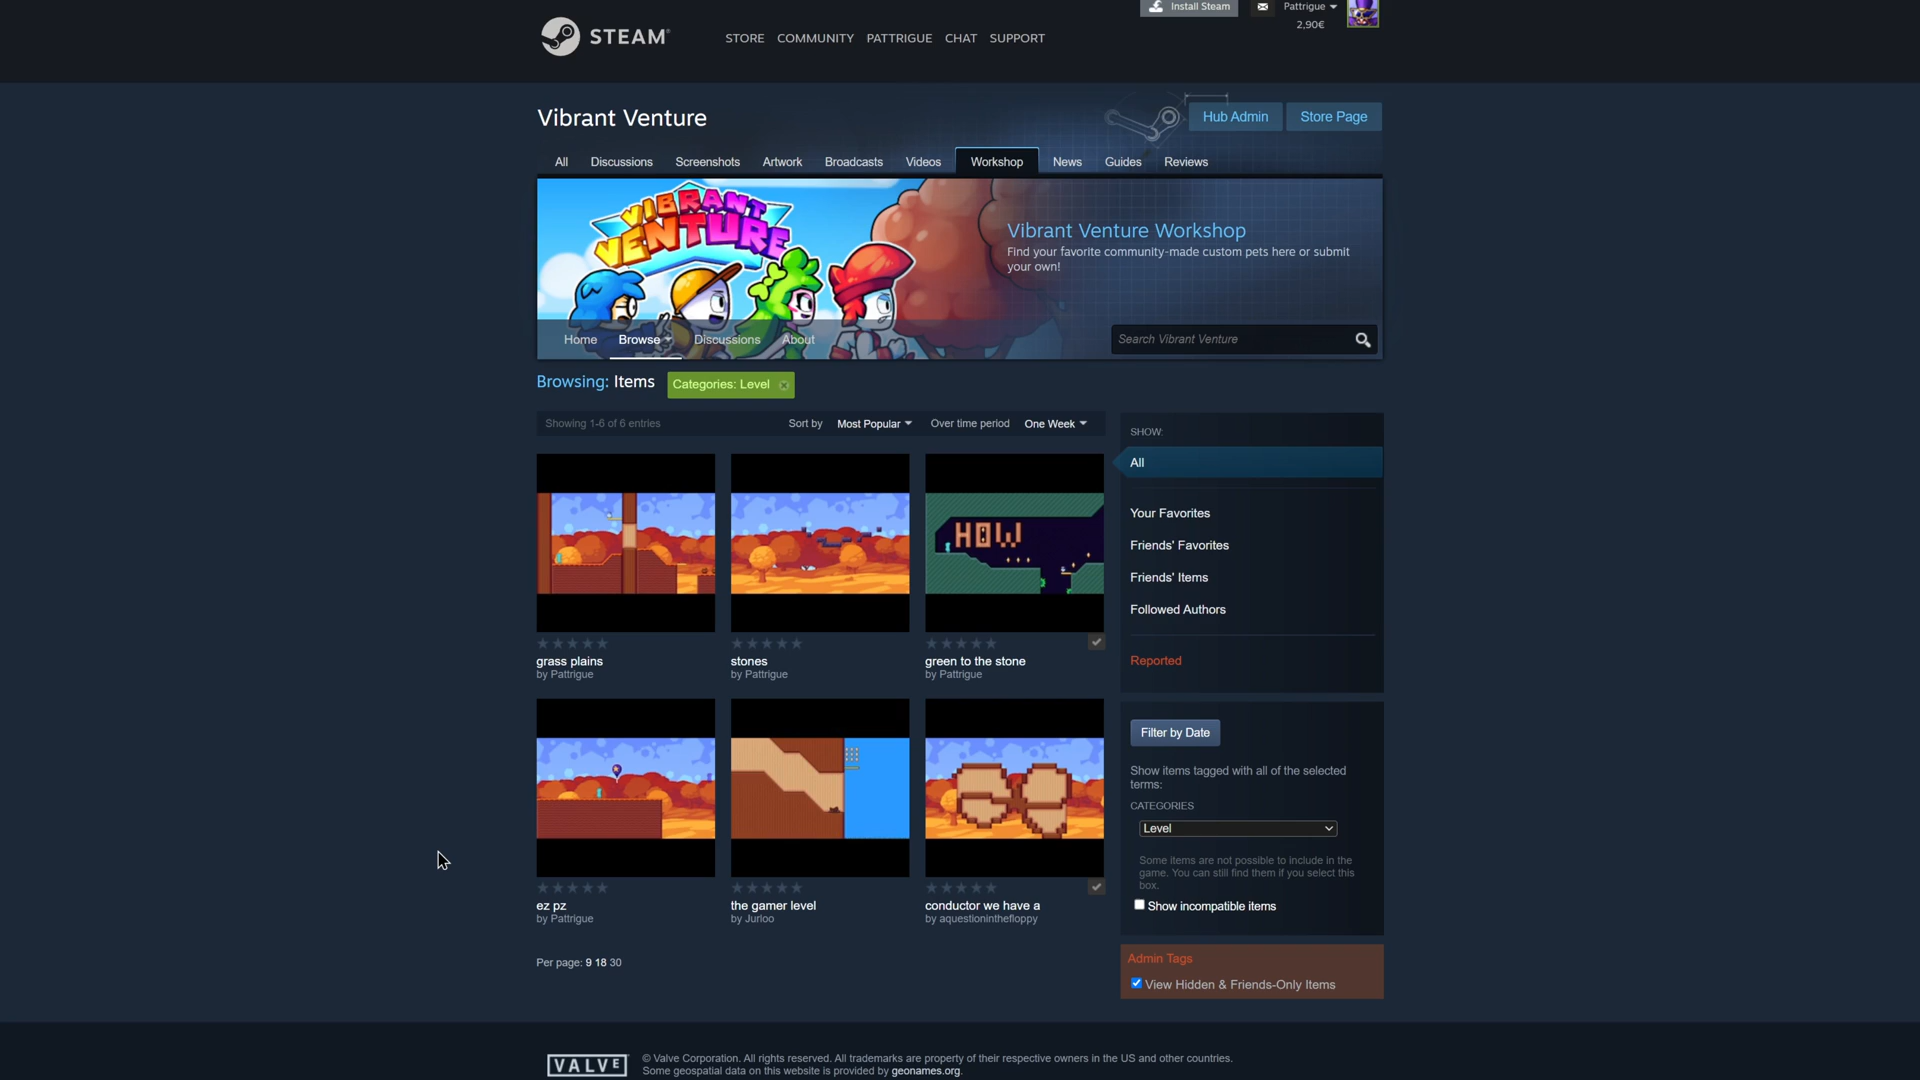 Install Steam
Pattrigue
2,90€
STEAM
STORE COMMUNITY PATTRIGUE CHAT SUPPORT
Vibrant Venture
Hub Admin
Store Page
All Discussions Screenshots Artwork Broadcasts Videos Workshop News Guides Reviews
VIBRANT
VENTURE
Vibrant Venture Workshop
Find your favorite community-made custom pets here or submit
your own!
Home Browse Discussions About
Search Vibrant Venture
Browsing: Items
Categories: Level
Showing 1-6 of 6 entries
Sort by Most Popular Over time period One Week
HOW
grass plains
by Pattrigue
stones
by Pattrigue
green to the stone
by Pattrigue
ez pz
by Pattrigue
the gamer level
by Jurloo
conductor we have a
by aquestioninthefloppy
Per page: 9 18 30
SHOW:
All
Your Favorites
Friends' Favorites
Friends' Items
Followed Authors
Reported
Filter by Date
Show items tagged with all of the selected
terms:
CATEGORIES
Level
Some items are not possible to include in the
game. You can still find them if you select this
box.
Show incompatible items
Admin Tags
View Hidden & Friends-Only Items
VALVE
© Valve Corporation. All rights reserved. All trademarks are property of their respective owners in the US and other countries.
Some geospatial data on this website is provided by geonames.org.